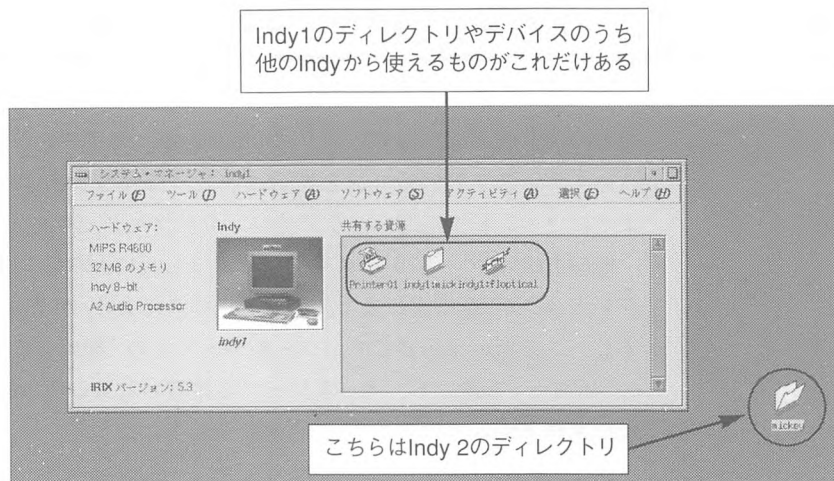 Indy1のディレクトリやデバイスのうち
他のIndyから使えるものがこれだけある
システム・マネージャ: indy1
ファイル(F) ツール(T) ハードウェア(A) ソフトウェア(S) アクティビティ(A) 選択(E) ヘルプ(H)
ハードウェア:
MIPS R4600
32 MB のメモリ
Indy 8-bit
A2 Audio Processor
IRIX バージョン: 5.3
Indy
indy1
共有する資源
Printer01 indy1:mick indy1:floptical
mickey
こちらはIndy 2のディレクトリ